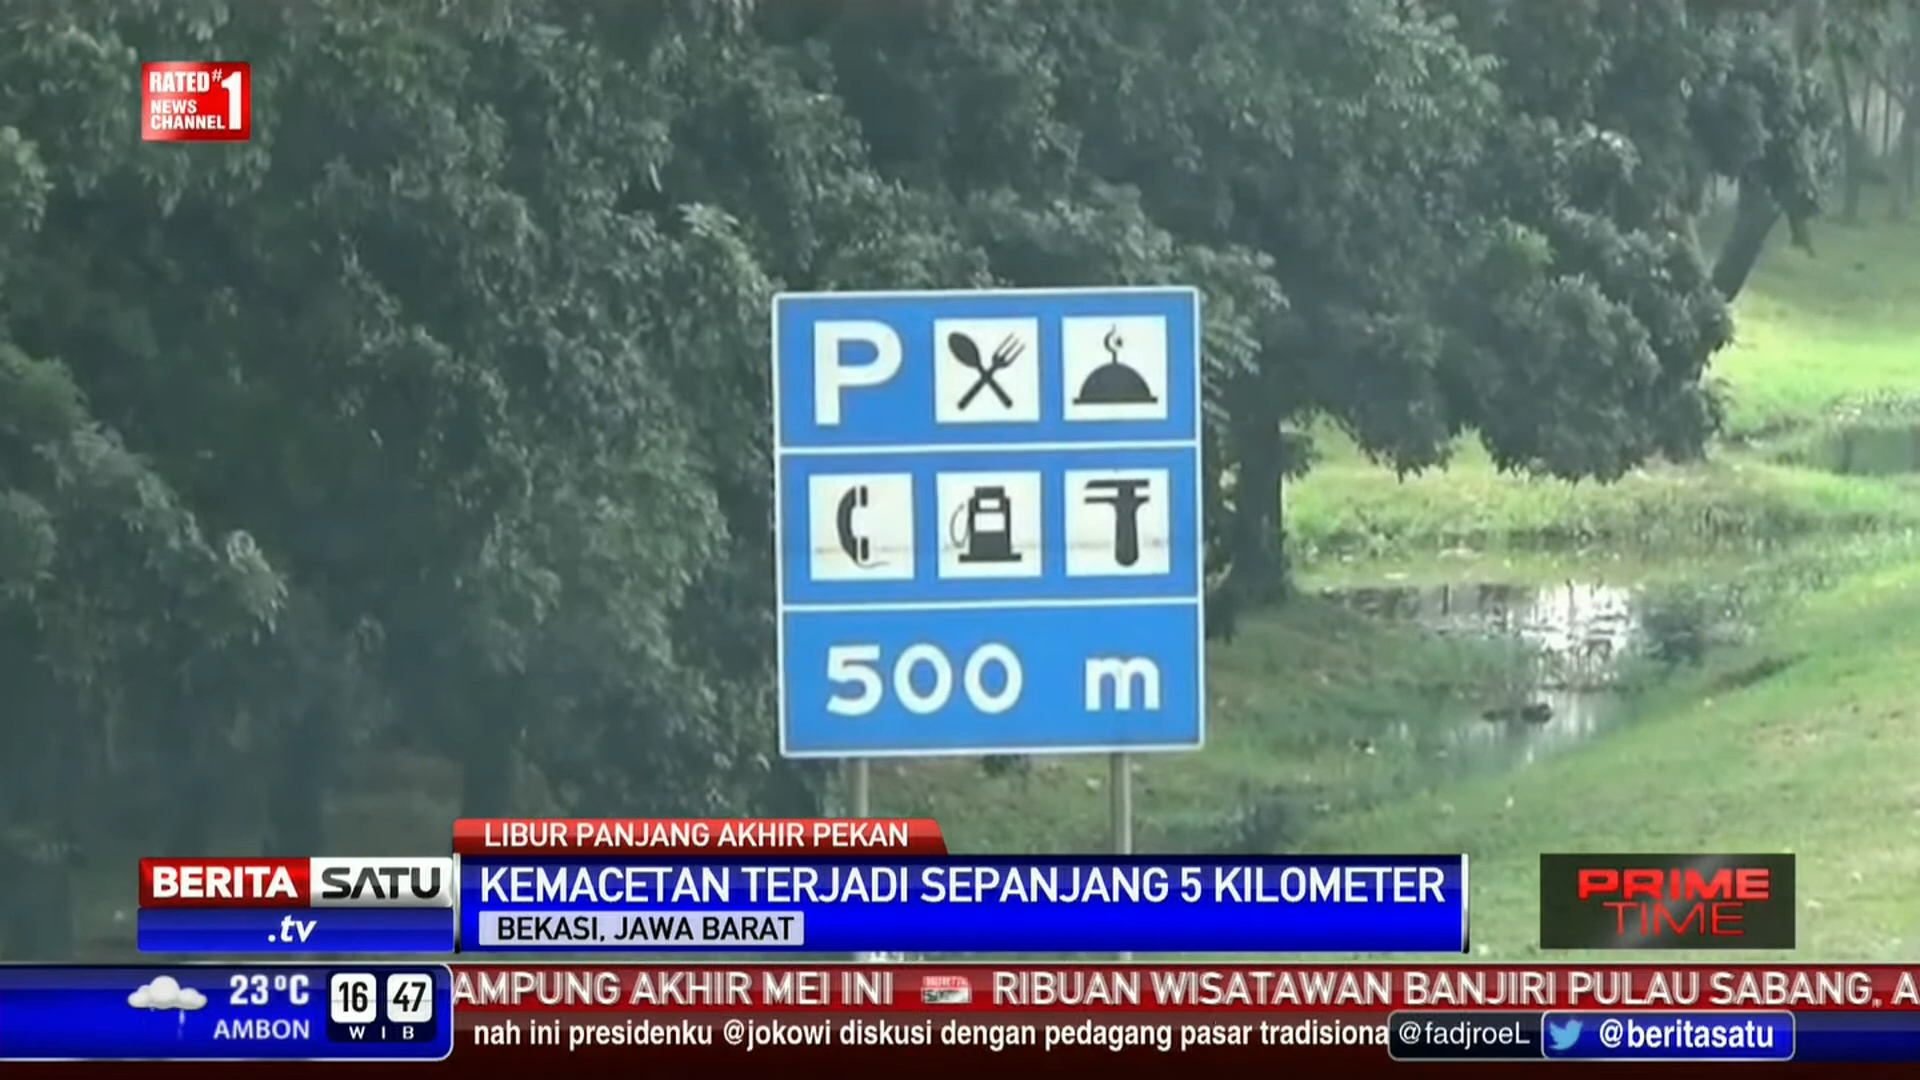 RATED #1
NEWS
CHANNEL
P
500 m
LIBUR PANJANG AKHIR PEKAN
BERITA SATU
.tv
KEMACETAN TERJADI SEPANJANG 5 KILOMETER
BEKASI, JAWA BARAT
PRIME
TIME
23°C
AMBON
16 47
WIB
AMPUNG AKHIR MEI INI RIBUAN WISATAWAN BANJIRI PULAU SABANG, A
nah ini presidenku @jokowi diskusi dengan pedagang pasar tradisiona @fadjroeL @beritasatu